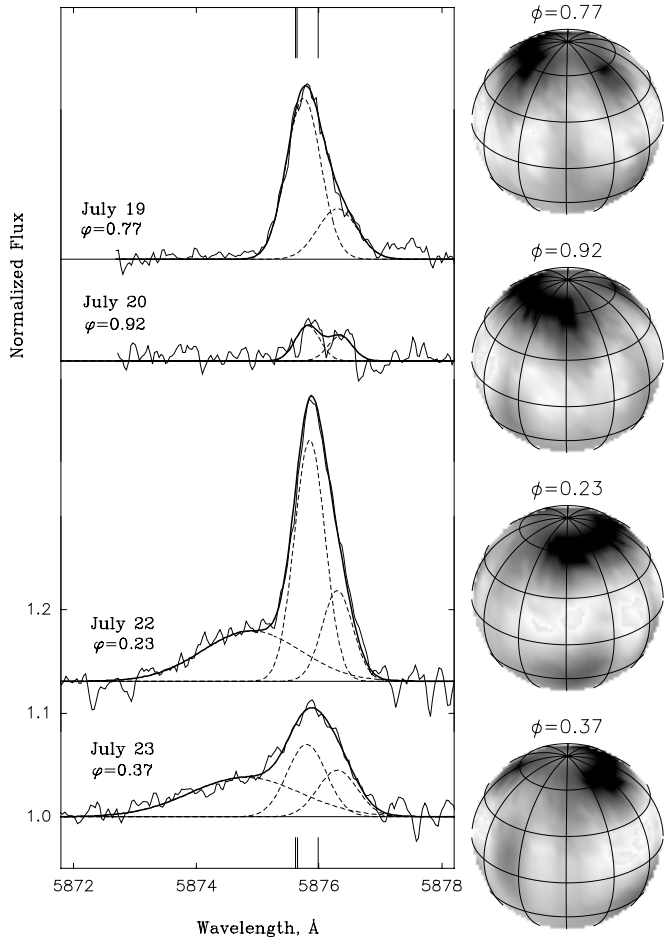 Normalized Flux
July 19
φ=0.77
July 20
φ=0.92
1.2
July 22
φ=0.23
1.1
July 23
φ=0.37
1.0
5872 5874 5876 5878
Wavelength, Å
ϕ=0.77
ϕ=0.92
ϕ=0.23
ϕ=0.37